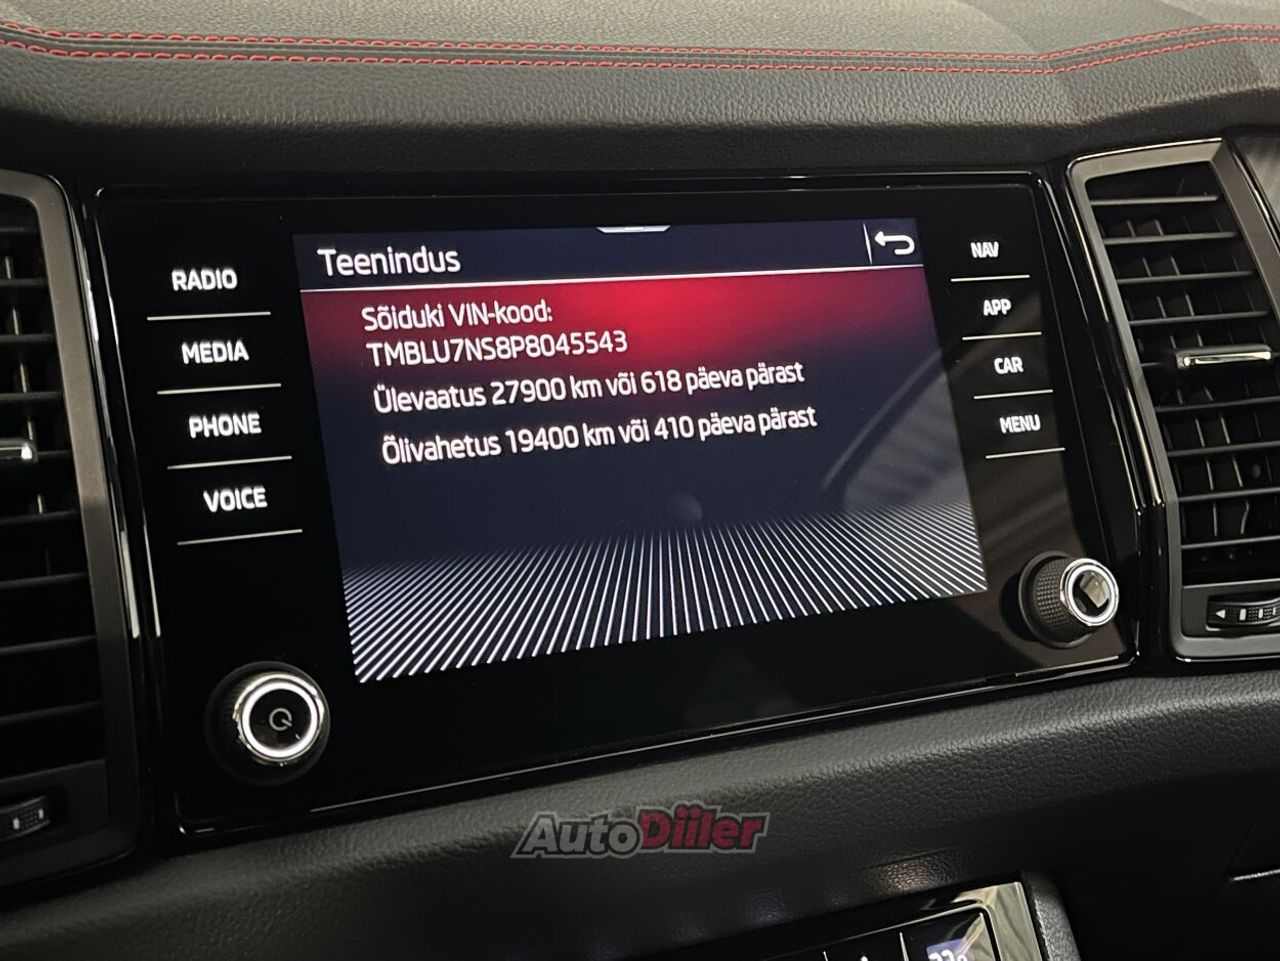 Teenindus
Sõiduki VIN-kood:
TMBLU7NS8P8045543
Ülevaatus 27900 km või 618 päeva pärast
Õlivahetus 19400 km või 410 päeva pärast
RADIO
MEDIA
PHONE
VOICE
NAV
APP
CAR
MENU
AutoDiiler